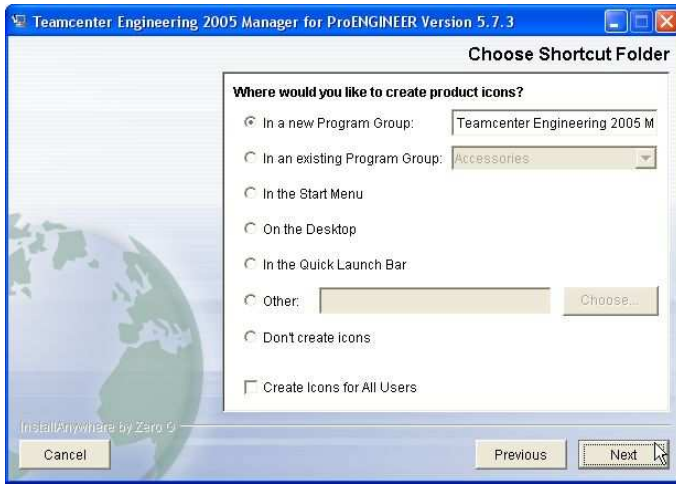 Teamcenter Engineering 2005 Manager for ProENGINEER Version 5.7.3
Choose Shortcut Folder
Where would you like to create product icons?
In a new Program Group: Teamcenter Engineering 2005 M
In an existing Program Group: Accessories
In the Start Menu
On the Desktop
In the Quick Launch Bar
Other: Choose...
Don't create icons
Create Icons for All Users
InstallAnywhere by Zero G
Cancel Previous Next